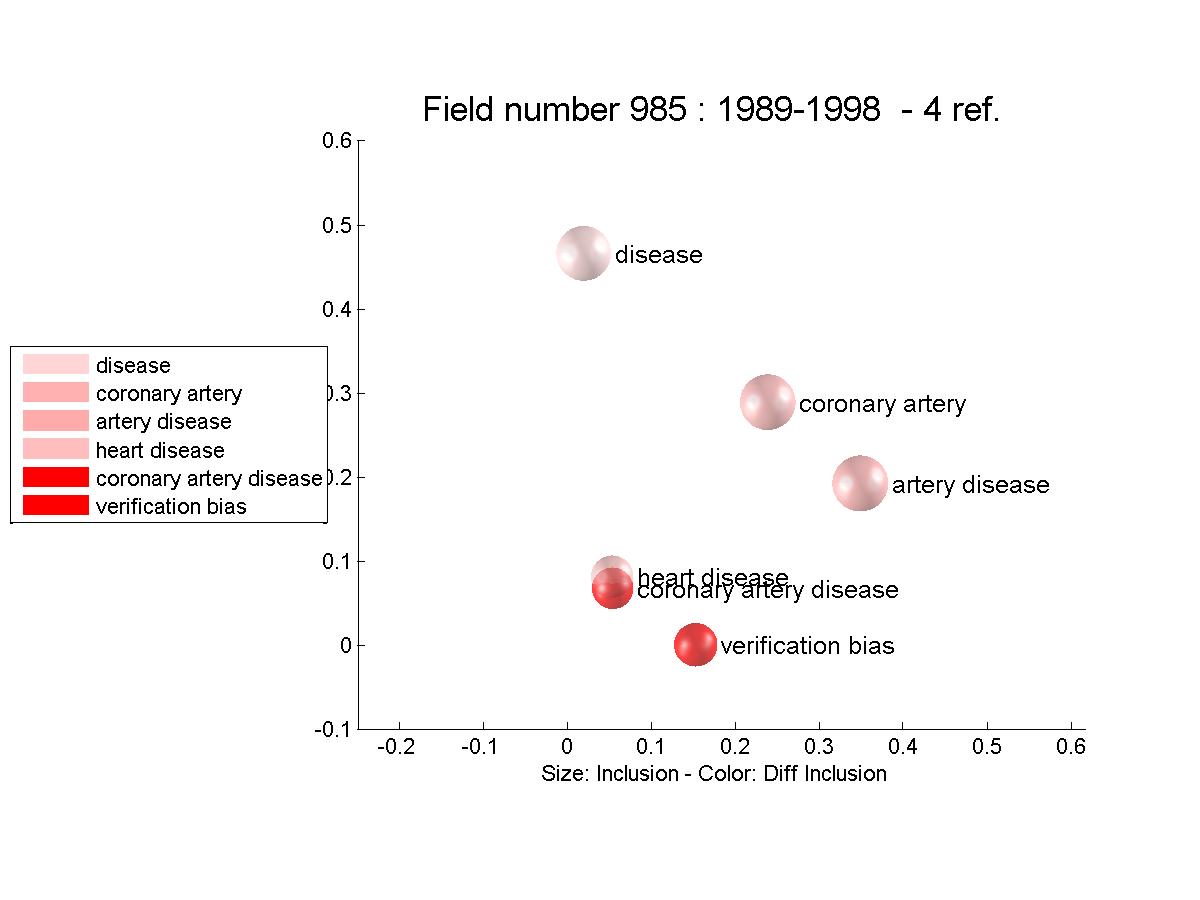 Field number 985 : 1989-1998 - 4 ref.
0.6
0.5
disease
0.4
disease
coronary artery
0.3
coronary artery
artery disease
heart disease
0.2
artery disease
coronary artery disease
verification bias
0.1
heart disease
coronary artery disease
0
verification bias
-0.1
-0.2 -0.1 0 0.1 0.2 0.3 0.4 0.5 0.6
Size: Inclusion - Color: Diff Inclusion